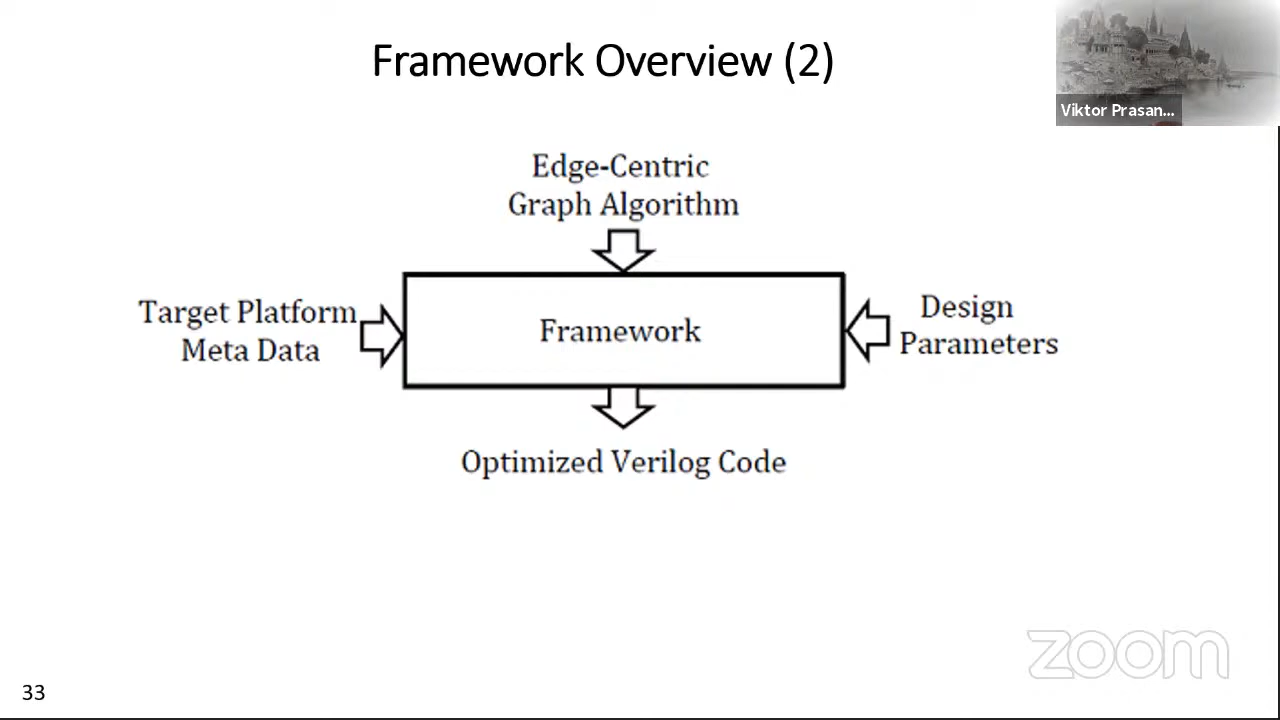 Framework Overview (2)
Viktor Prasan...
Edge-Centric
Graph Algorithm
Target Platform
Meta Data
Framework
Design
Parameters
Optimized Verilog Code
zoom
33